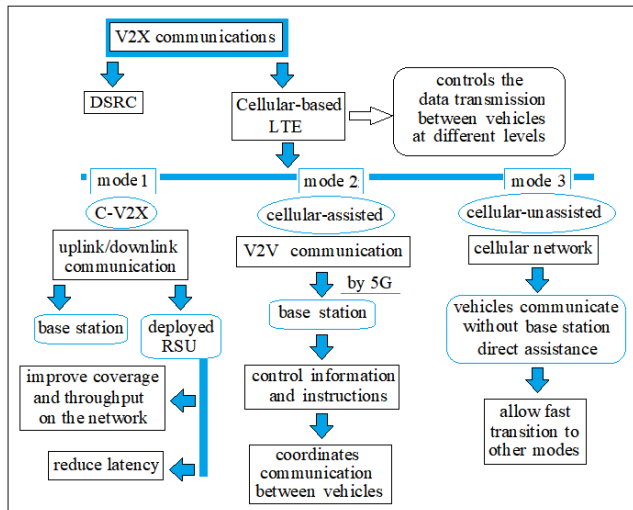 V2X communications
DSRC
Cellular-based
LTE
controls the
data transmission
between vehicles
at different levels
mode 1
C-V2X
uplink/downlink
communication
base station
deployed
RSU
improve coverage
and throughput
on the network
reduce latency
mode 2
cellular-assisted
V2V communication
by 5G
base station
control information
and instructions
coordinates
communication
between vehicles
mode 3
cellular-unassisted
cellular network
vehicles communicate
without base station
direct assistance
allow fast
transition to
other modes